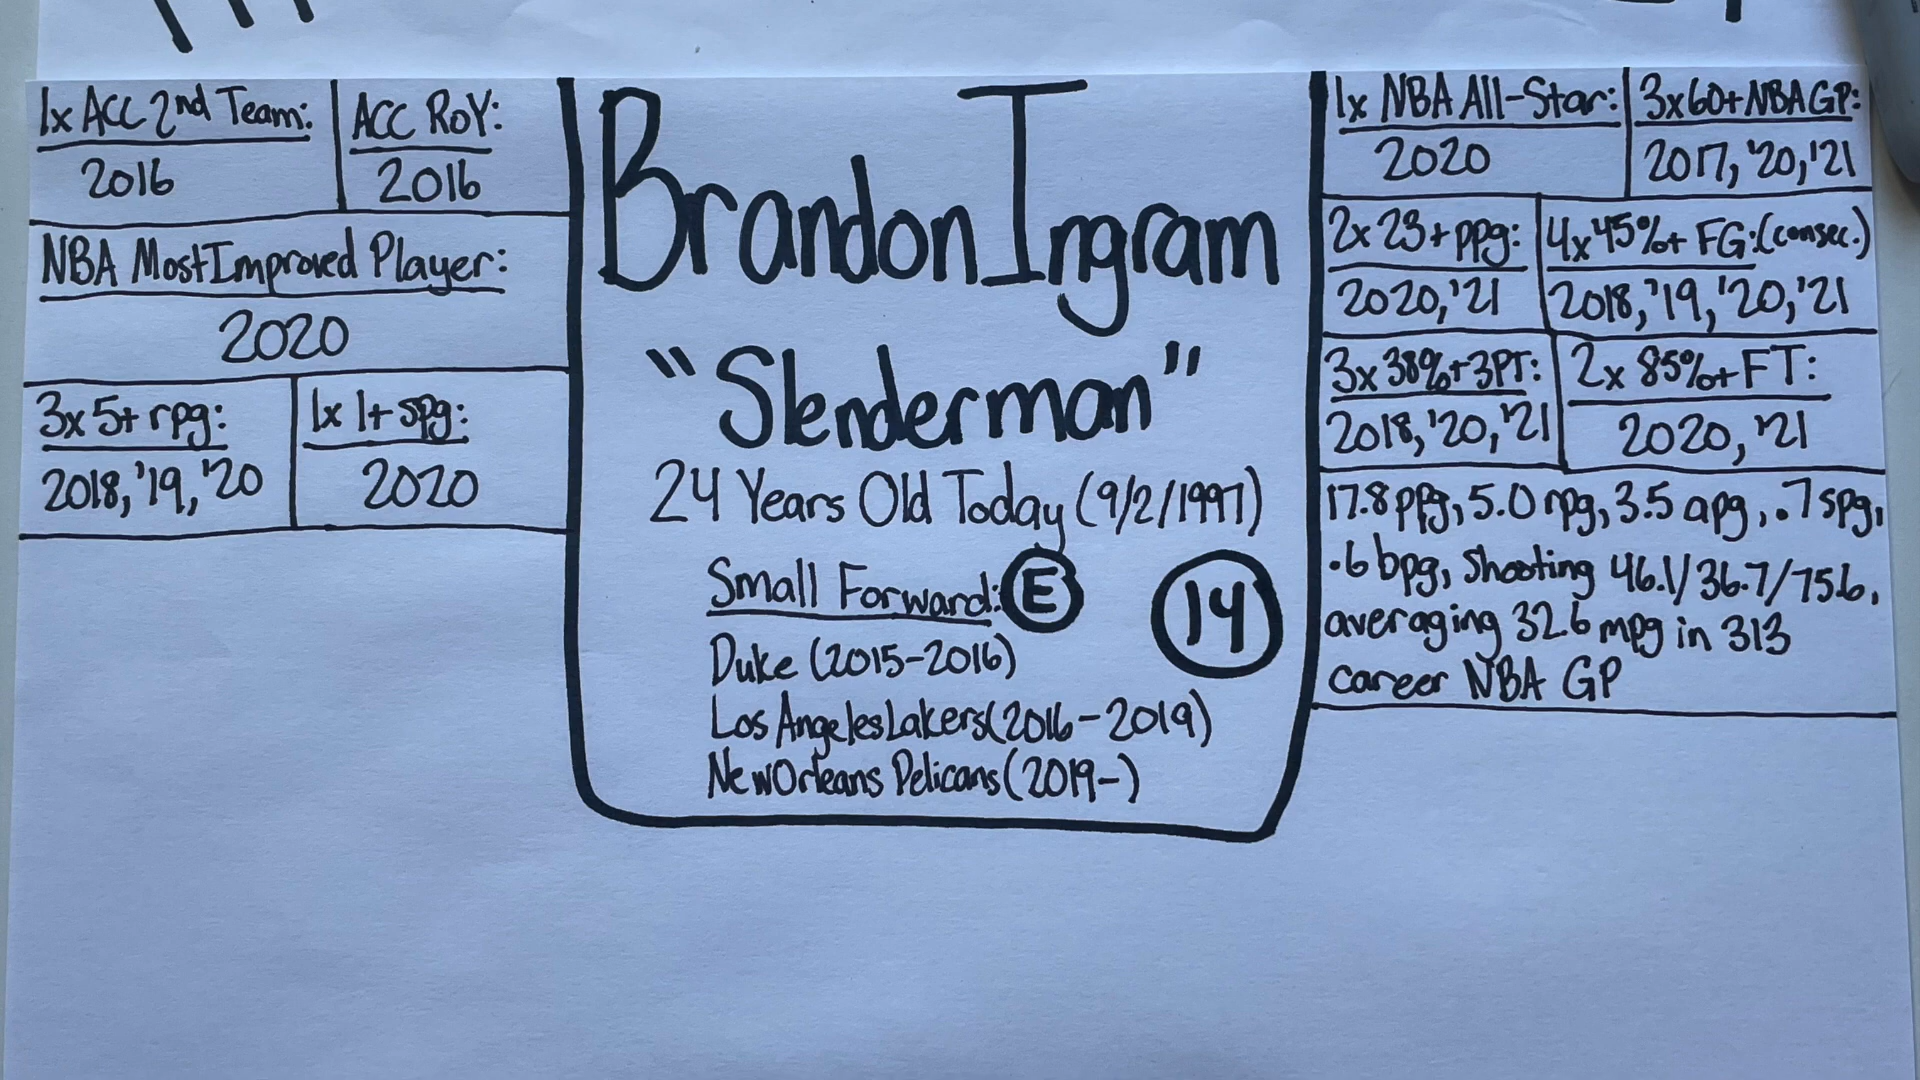 1x ACC 2nd Team:
2016
ACC RoY:
2016
NBA Most Improved Player:
2020
3x 5+ rpg:
2018, '19, '20
1x 1+ spg:
2020
Brandon Ingram
"Slenderman"
24 Years Old Today (9/2/1997)
Small Forward: E
14
Duke (2015-2016)
Los Angeles Lakers (2016-2019)
New Orleans Pelicans (2019-)
1x NBA All-Star:
2020
3x 60+ NBA GP:
2017, '20, '21
2x 23+ ppg:
2020, '21
4x 45%+ FG: (consec.)
2018, '19, '20, '21
3x 38%+ 3PT:
2018, '20, '21
2x 85%+ FT:
2020, '21
17.8 ppg, 5.0 rpg, 3.5 apg, .7 spg,
.6 bpg, shooting 46.1/36.7/75.6,
averaging 32.6 mpg in 313
career NBA GP